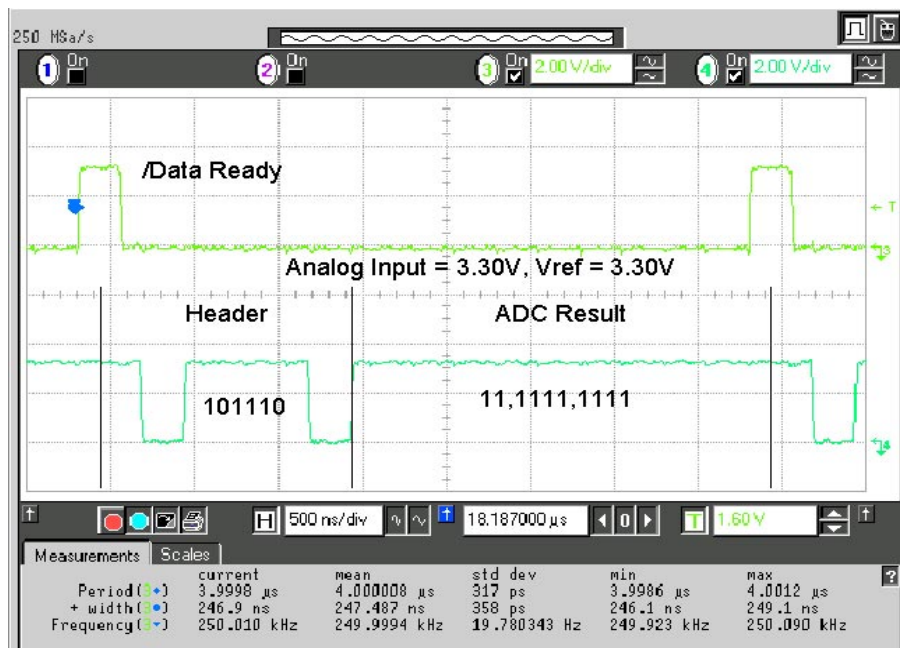 250 MSa/s
1 On 2 On 3 On 2.00 V/div 4 On 2.00 V/div
/Data Ready
T
3
Analog Input = 3.30V, Vref = 3.30V
Header ADC Result
101110 11,1111,1111
4
H 500 ns/div 18.187000 µs 0 T 1.60 V
Measurements Scales
current mean std dev min max ?
Period(3) 3.9998 µs 4.000008 µs 317 ps 3.9986 µs 4.0012 µs
+ width(3) 246.9 ns 247.487 ns 358 ps 246.1 ns 249.1 ns
Frequency(3) 250.010 kHz 249.9994 kHz 19.780343 Hz 249.923 kHz 250.090 kHz